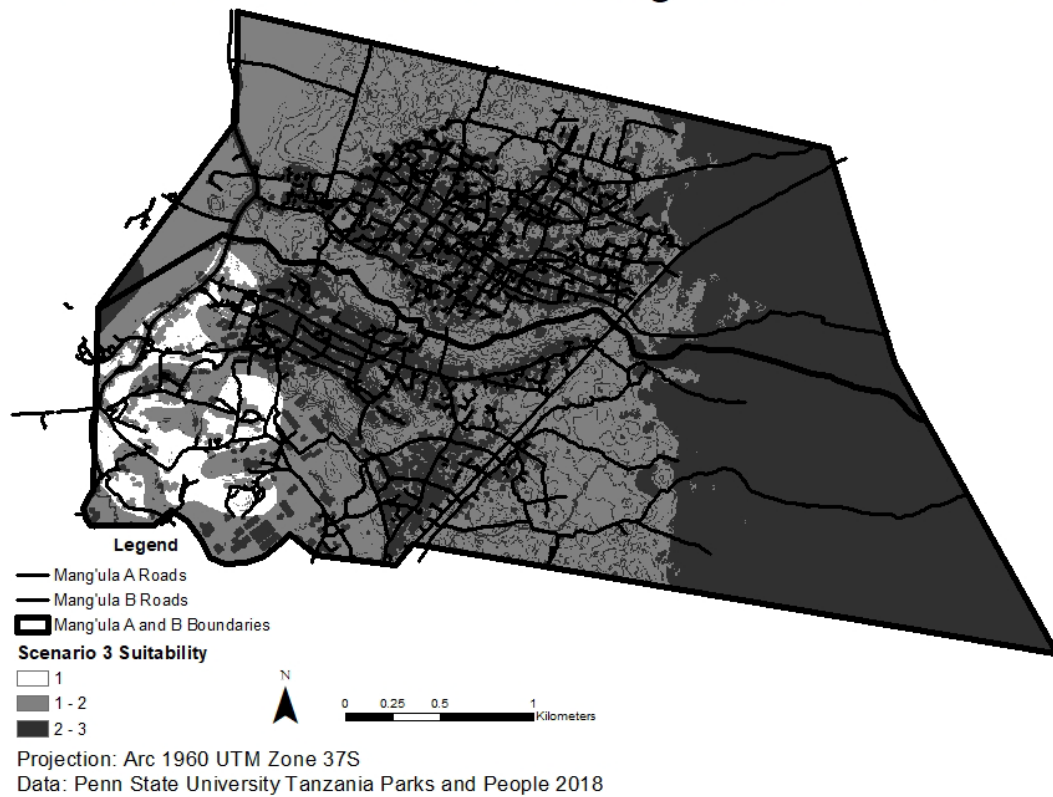 Legend
Mang'ula A Roads
Mang'ula B Roads
Mang'ula A and B Boundaries
Scenario 3 Suitability
1
1 - 2
2 - 3
N
0 0.25 0.5 1
Kilometers
Projection: Arc 1960 UTM Zone 37S
Data: Penn State University Tanzania Parks and People 2018